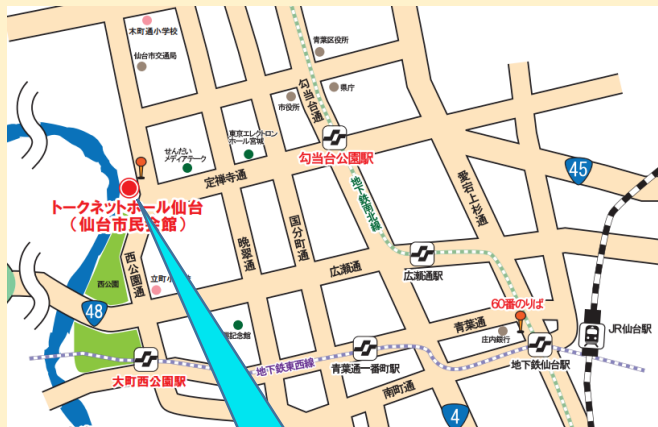 木町通小学校
仙台市交通局
青葉区役所
県庁
市役所
勾当台通
東京エレクトロン
ホール宮城
せんだい
メディアテーク
勾当台公園駅
定禅寺通
地下鉄南北線
愛宕上杉通
45
トークネットホール仙台
(仙台市民会館)
国分町通
晩翠通
西公園通
広瀬通
広瀬通駅
西公園
立町小
校
48
60番のりば
青葉通
庄内銀行
JR仙台駅
記念館
地下鉄仙台駅
地下鉄東西線
青葉通一番町駅
大町西公園駅
南町通
4